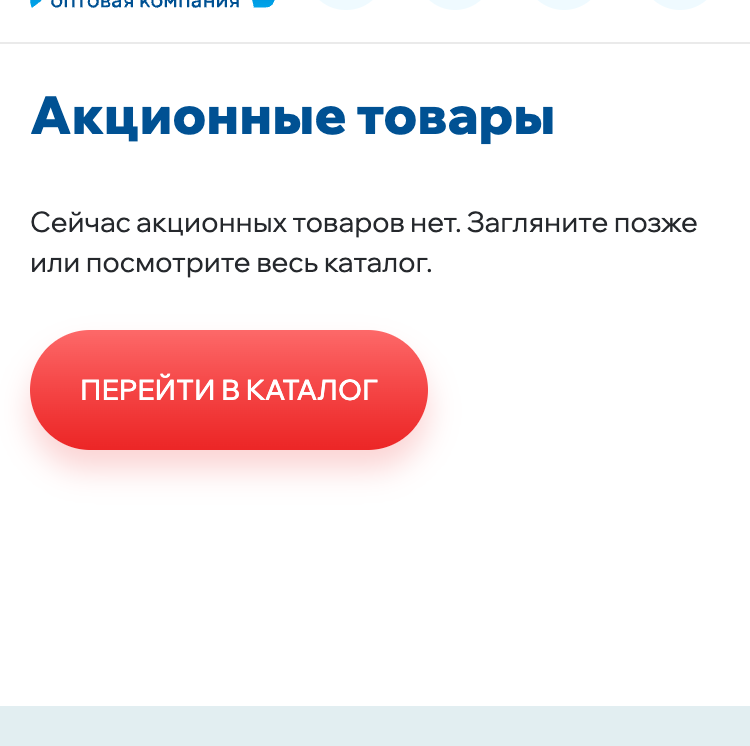 оптовая компания
Акционные товары
Сейчас акционных товаров нет. Загляните позже
или посмотрите весь каталог.
ПЕРЕЙТИ В КАТАЛОГ